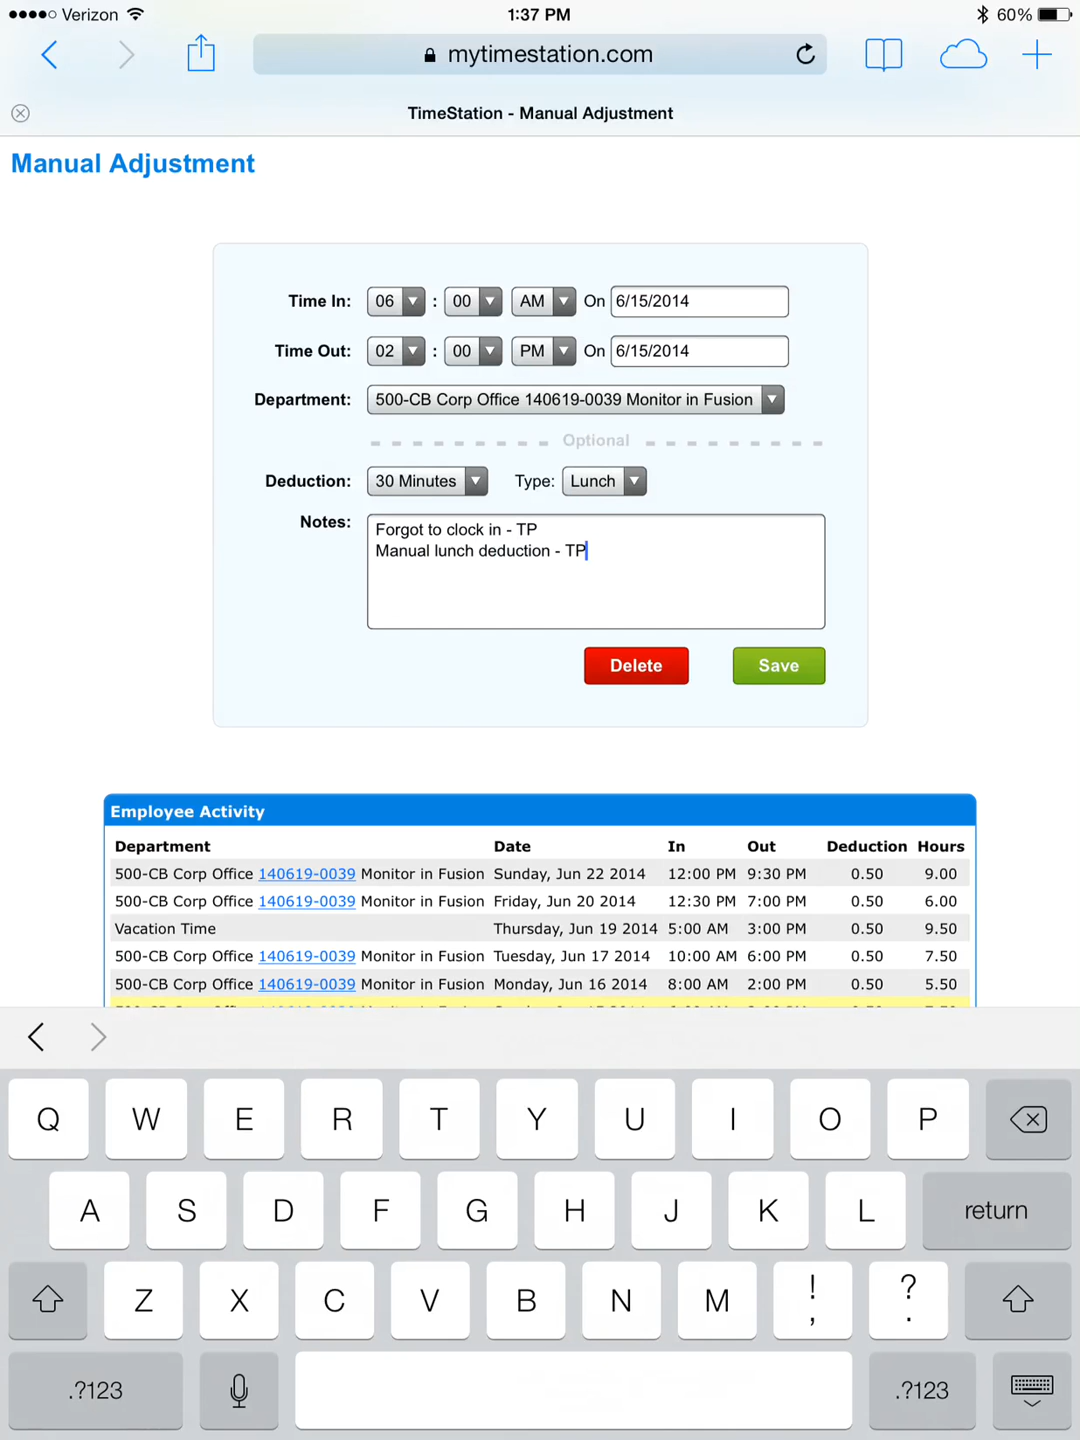 Verizon 1:37 PM 60%
mytimestation.com
TimeStation - Manual Adjustment
Manual Adjustment
Time In: 06 : 00 AM On 6/15/2014
Time Out: 02 : 00 PM On 6/15/2014
Department: 500-CB Corp Office 140619-0039 Monitor in Fusion
Optional
Deduction: 30 Minutes Type: Lunch
Notes: Forgot to clock in - TP
Manual lunch deduction - TP
Delete Save
Employee Activity
Department Date In Out Deduction Hours
500-CB Corp Office 140619-0039 Monitor in Fusion Sunday, Jun 22 2014 12:00 PM 9:30 PM 0.50 9.00
500-CB Corp Office 140619-0039 Monitor in Fusion Friday, Jun 20 2014 12:30 PM 7:00 PM 0.50 6.00
Vacation Time Thursday, Jun 19 2014 5:00 AM 3:00 PM 0.50 9.50
500-CB Corp Office 140619-0039 Monitor in Fusion Tuesday, Jun 17 2014 10:00 AM 6:00 PM 0.50 7.50
500-CB Corp Office 140619-0039 Monitor in Fusion Monday, Jun 16 2014 8:00 AM 2:00 PM 0.50 5.50
Q W E R T Y U I O P
A S D F G H J K L return
Z X C V B N M ! , ? .
.?123 .?123